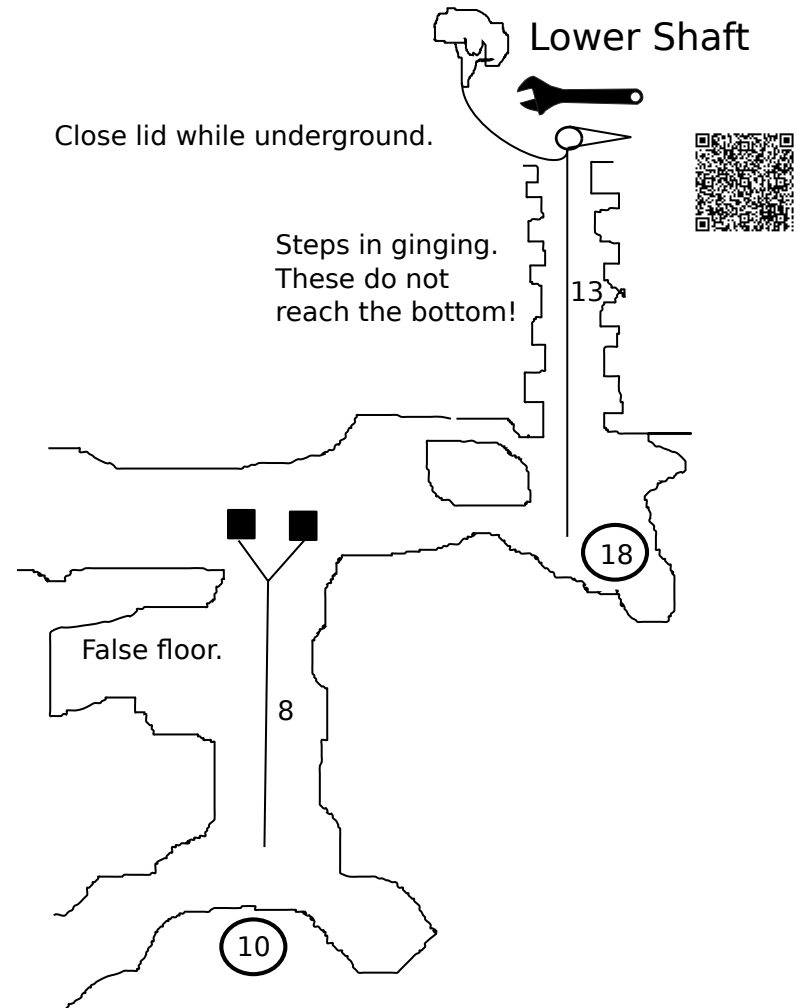 Lower Shaft
Close lid while underground.
Steps in ginging.
These do not
reach the bottom!
13
18
False floor.
8
10